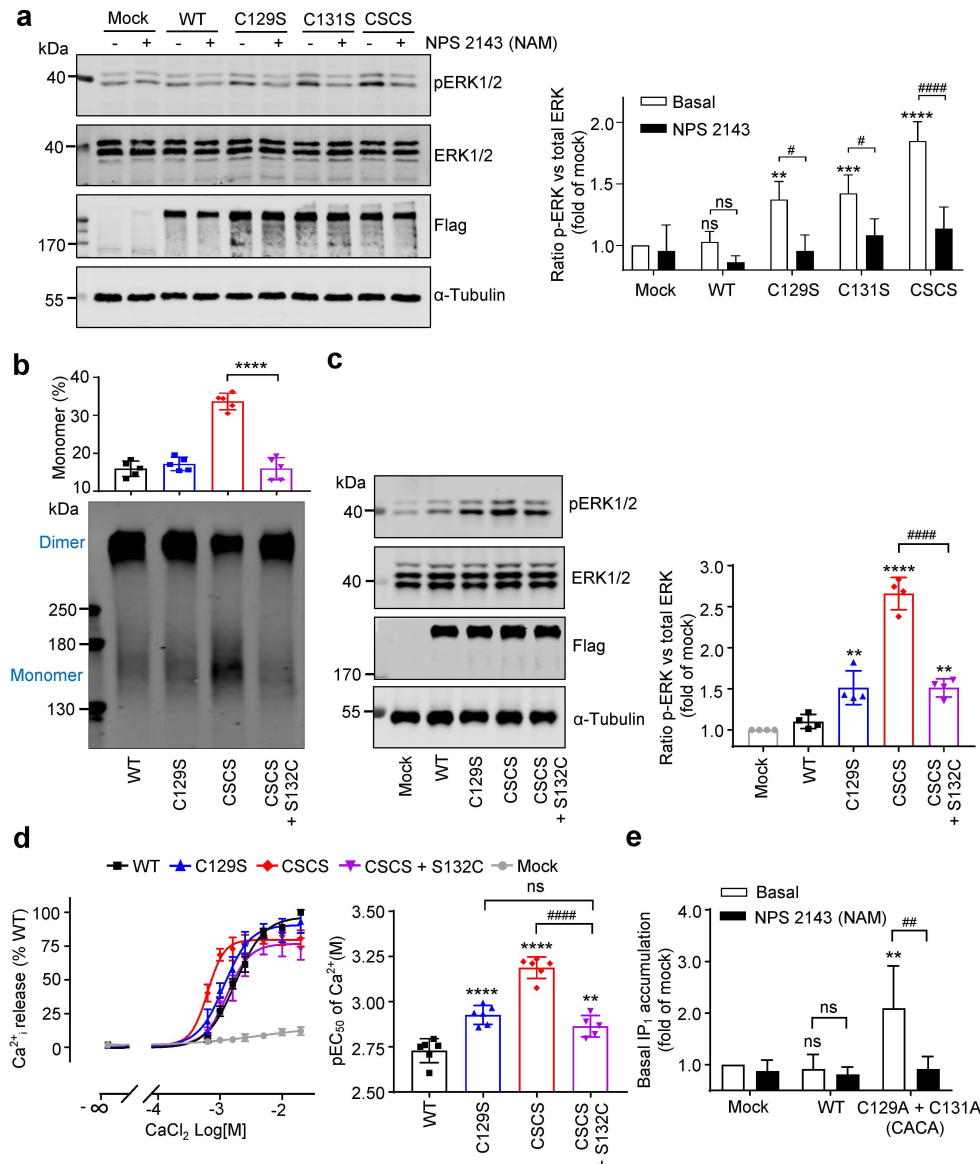 a
Mock WT C129S C131S CSCS
kDa - + - + - + - + - + NPS 2143 (NAM)
40 pERK1/2
40 ERK1/2
Flag
170
55 α-Tubulin
Ratio p-ERK vs total ERK
(fold of mock)
2.0
1.5
1.0
Basal
NPS 2143
ns
ns
**
#
***
#
****
####
Mock WT C129S C131S CSCS
b
Monomer (%)
40
30
20
10
****
kDa
Dimer
250
180
Monomer
130
WT
C129S
CSCS
CSCS
+ S132C
c
kDa
40 pERK1/2
40 ERK1/2
Flag
170
55
α-Tubulin
Mock
WT
C129S
CSCS
CSCS
+ S132C
Ratio p-ERK vs total ERK
(fold of mock)
3.0
2.5
2.0
1.5
1.0
**
****
####
**
Mock
WT
C129S
CSCS
CSCS
+ S132C
d
WT C129S CSCS CSCS + S132C Mock
Ca²⁺ᵢ release (% WT)
100
75
50
25
0
- ∞ -4 -3 -2
CaCl₂ Log[M]
pEC₅₀ of Ca²⁺(M)
3.50
3.25
3.00
2.75
2.50
ns
####
****
****
**
WT
C129S
CSCS
CSCS
+ S132C
e
Basal
NPS 2143 (NAM)
Basal IP₁ accumulation
(fold of mock)
4.0
3.0
2.0
1.0
ns
ns
##
**
Mock WT C129A + C131A
(CACA)